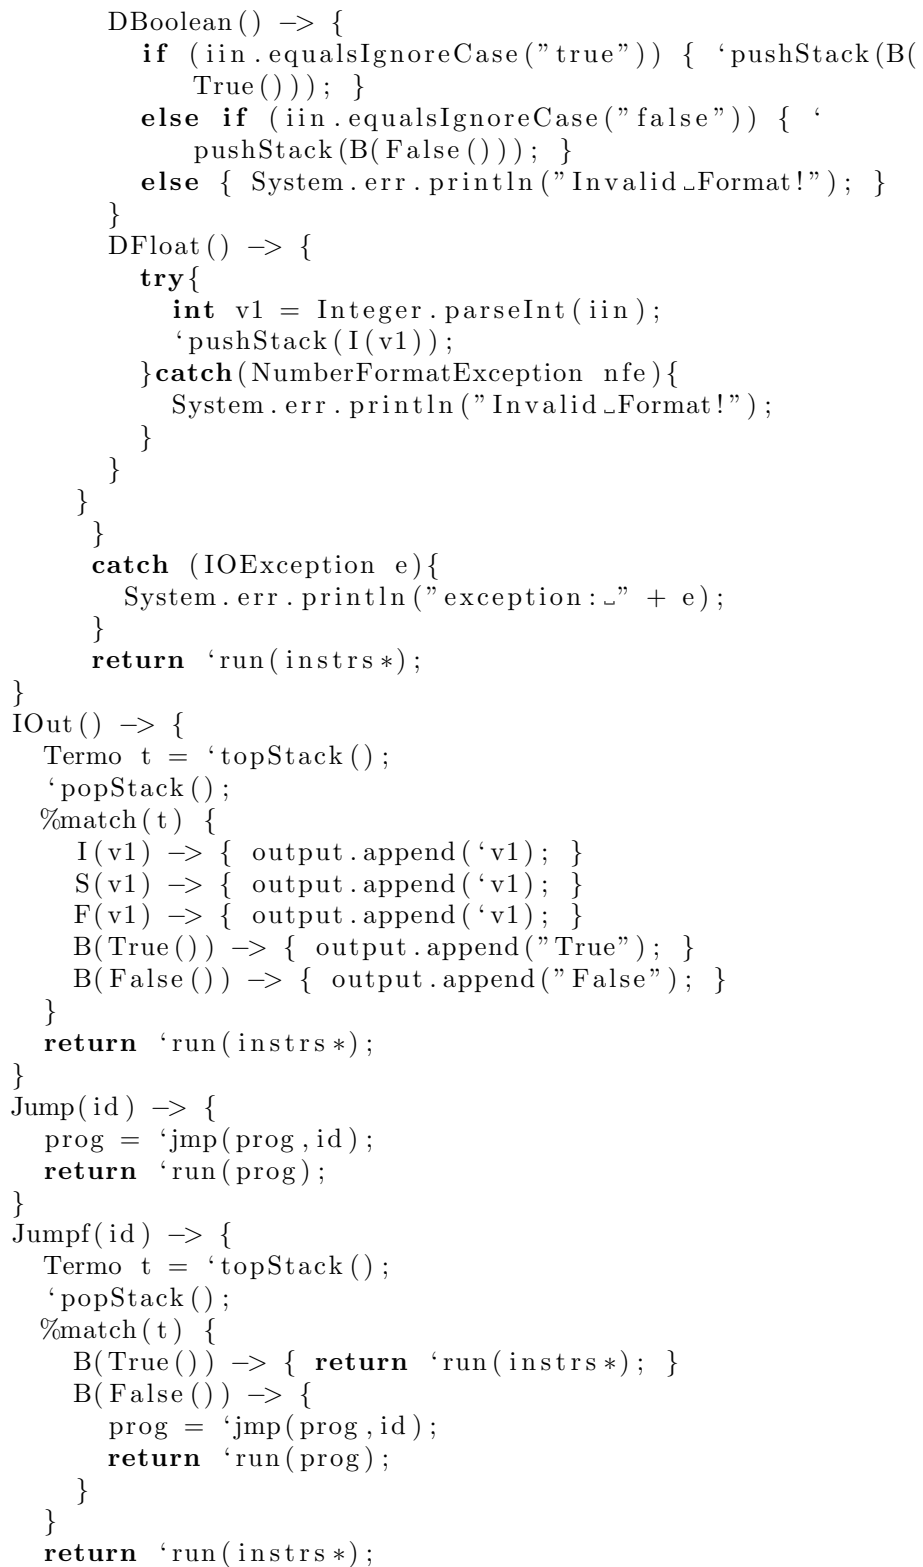 DBoolean() -> {
if (iin.equalsIgnoreCase("true")) { ‘pushStack(B(
True())); }
else if (iin.equalsIgnoreCase("false")) { ‘
pushStack(B(False())); }
else { System.err.println("Invalid␣Format!"); }
}
DFloat() -> {
try{
int v1 = Integer.parseInt(iin);
‘pushStack(I(v1));
}catch(NumberFormatException nfe){
System.err.println("Invalid␣Format!");
}
}
}
}
catch (IOException e){
System.err.println("exception:␣" + e);
}
return ‘run(instrs*);
}
IOut() -> {
Termo t = ‘topStack();
‘popStack();
%match(t) {
I(v1) -> { output.append(‘v1); }
S(v1) -> { output.append(‘v1); }
F(v1) -> { output.append(‘v1); }
B(True()) -> { output.append("True"); }
B(False()) -> { output.append("False"); }
}
return ‘run(instrs*);
}
Jump(id) -> {
prog = ‘jmp(prog,id);
return ‘run(prog);
}
Jumpf(id) -> {
Termo t = ‘topStack();
‘popStack();
%match(t) {
B(True()) -> { return ‘run(instrs*); }
B(False()) -> {
prog = ‘jmp(prog,id);
return ‘run(prog);
}
}
return ‘run(instrs*);